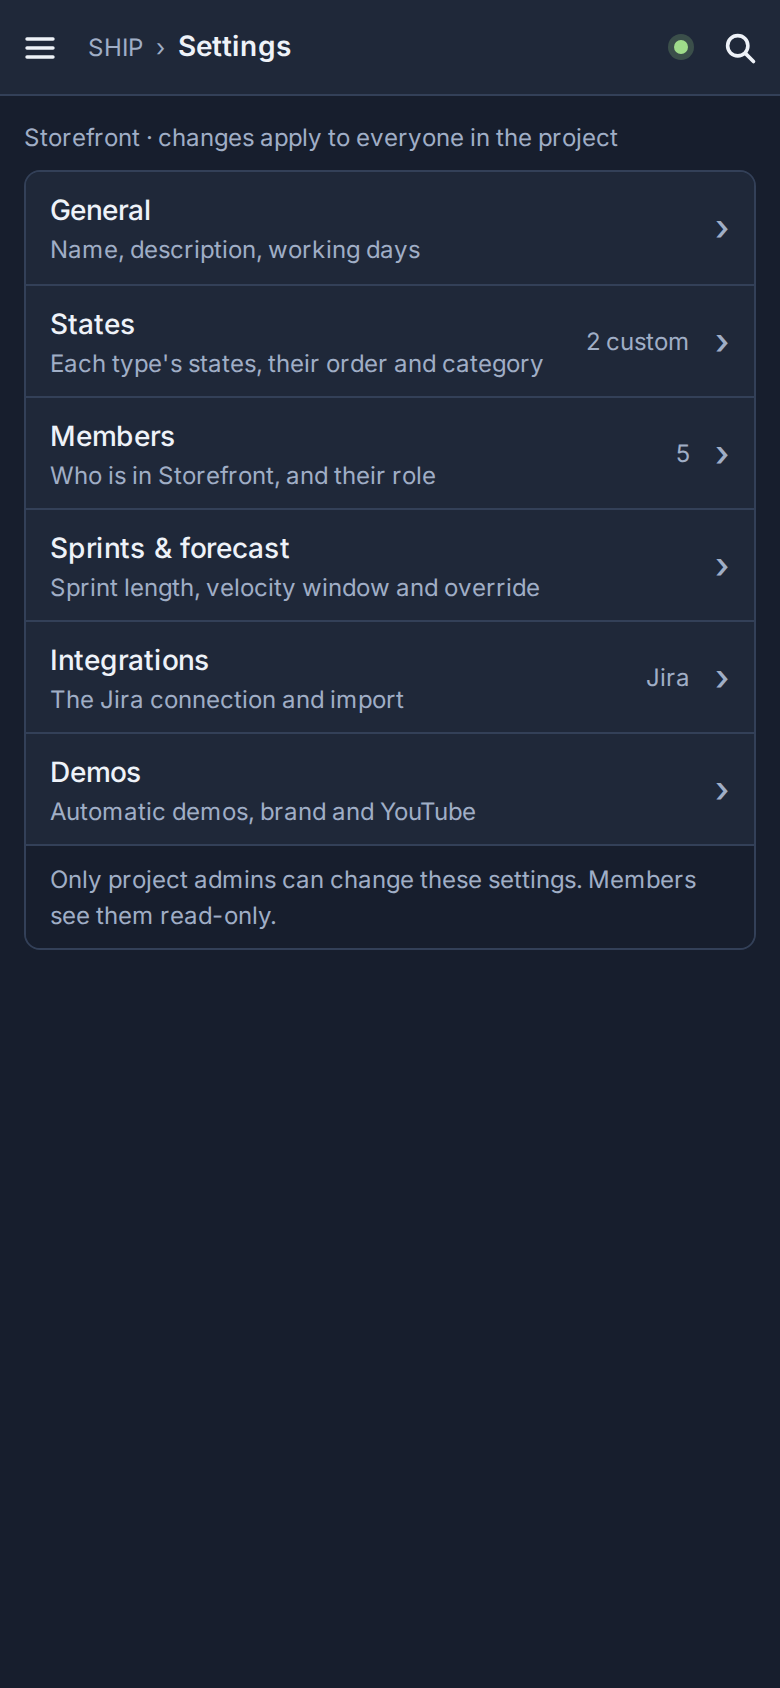 SHIP › Settings
Storefront · changes apply to everyone in the project
General
Name, description, working days
States
Each type's states, their order and category
2 custom
Members
Who is in Storefront, and their role
5
Sprints & forecast
Sprint length, velocity window and override
Integrations
The Jira connection and import
Jira
Demos
Automatic demos, brand and YouTube
Only project admins can change these settings. Members
see them read-only.